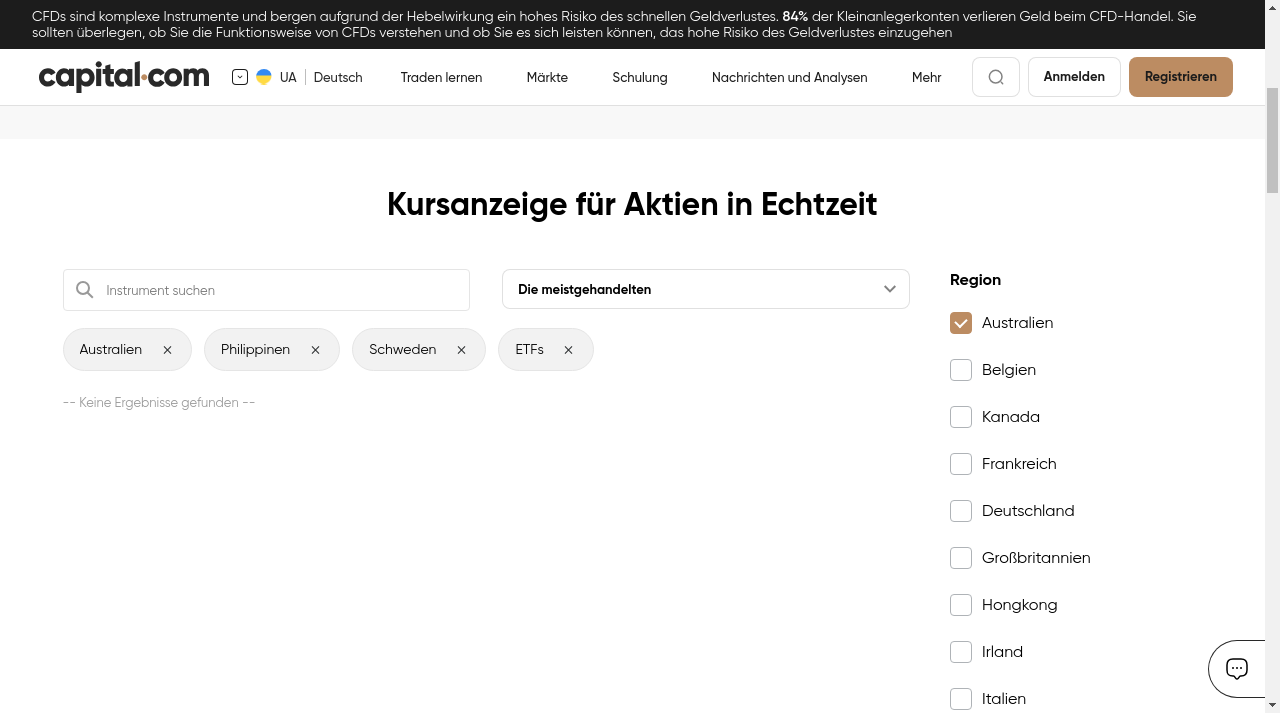 CFDs sind komplexe Instrumente und bergen aufgrund der Hebelwirkung ein hohes Risiko des schnellen Geldverlustes. 84% der Kleinanlegerkonten verlieren Geld beim CFD-Handel. Sie
sollten überlegen, ob Sie die Funktionsweise von CFDs verstehen und ob Sie es sich leisten können, das hohe Risiko des Geldverlustes einzugehen
capital.com UA Deutsch Traden lernen Märkte Schulung Nachrichten und Analysen Mehr Anmelden Registrieren
Kursanzeige für Aktien in Echtzeit
Instrument suchen
Die meistgehandelten
Australien Philippinen Schweden ETFs
-- Keine Ergebnisse gefunden --
Region
Australien
Belgien
Kanada
Frankreich
Deutschland
Großbritannien
Hongkong
Irland
Italien